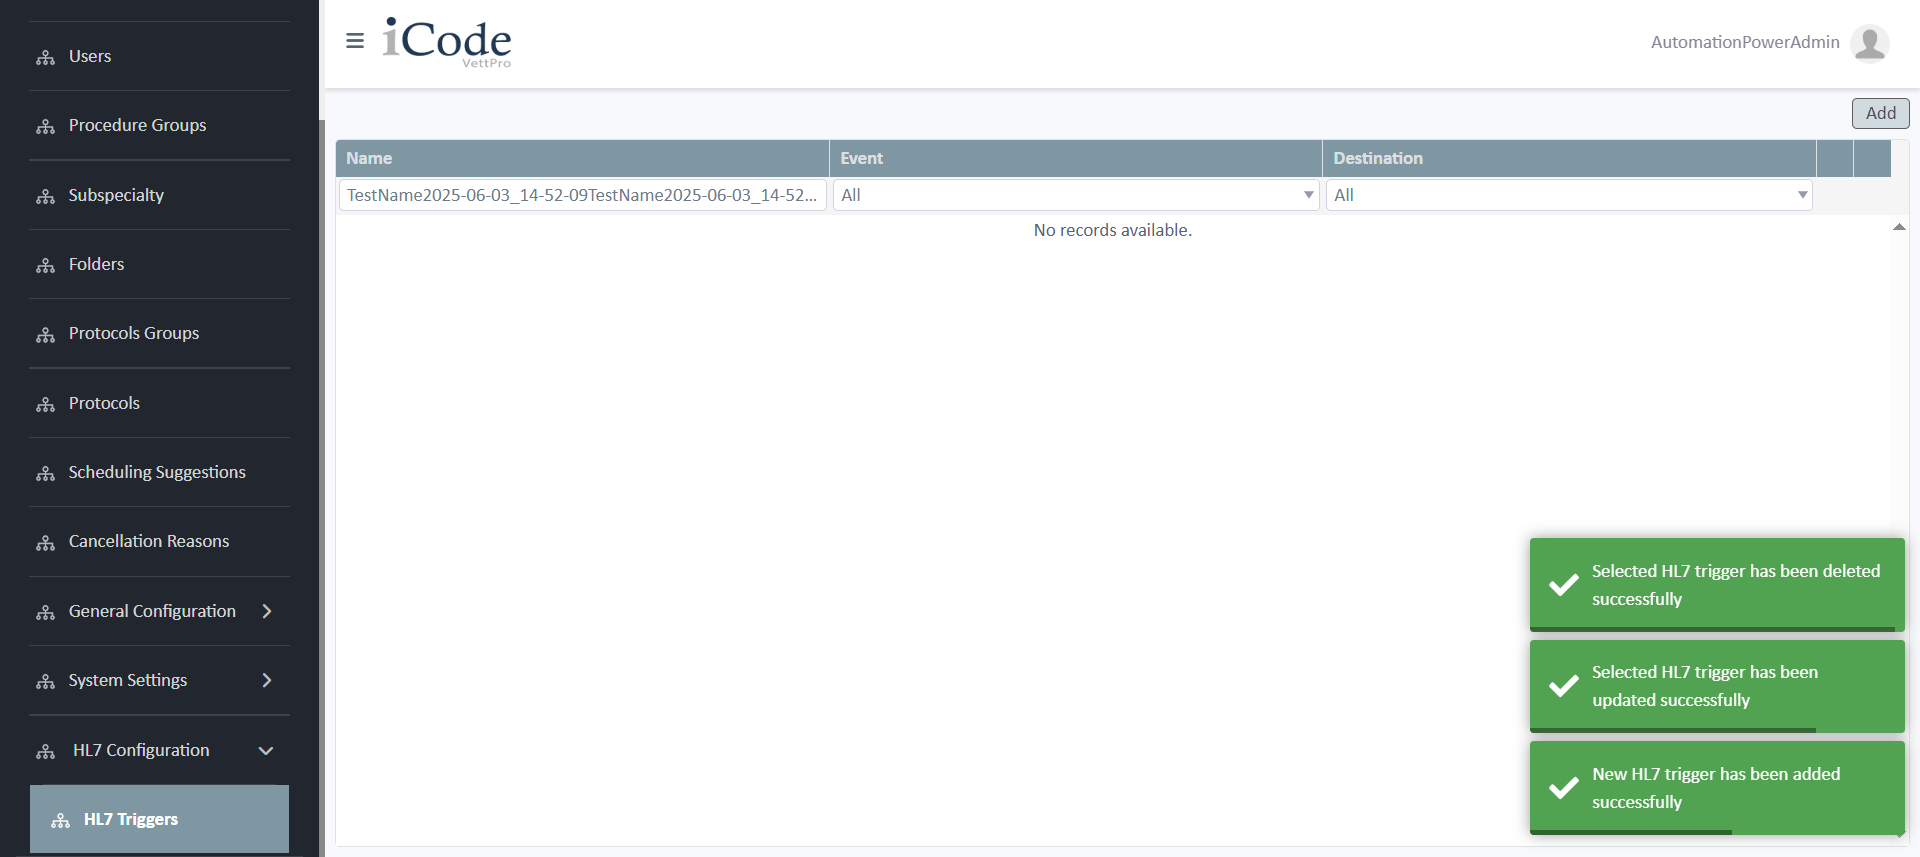 Users
Procedure Groups
Subspecialty
Folders
Protocols Groups
Protocols
Scheduling Suggestions
Cancellation Reasons
General Configuration
System Settings
HL7 Configuration
HL7 Triggers
iCode
VettPro
AutomationPowerAdmin
Add
Name Event Destination
TestName2025-06-03_14-52-09TestName2025-06-03_14-52... All All
No records available.
Selected HL7 trigger has been deleted
successfully
Selected HL7 trigger has been
updated successfully
New HL7 trigger has been added
successfully